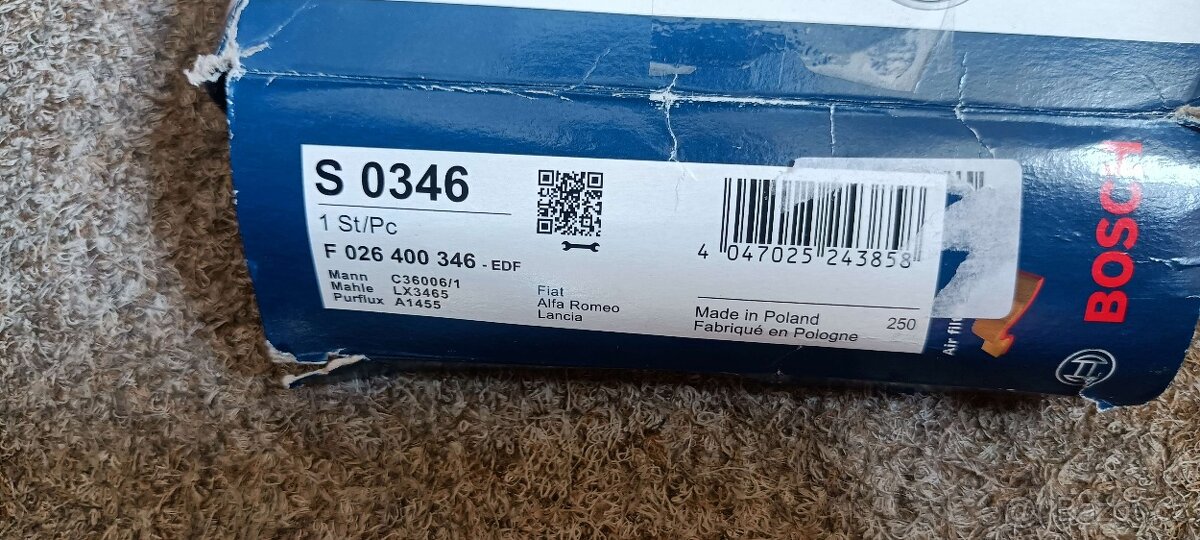 S 0346
1 St/Pc
F 026 400 346 - EDF
Mann C36006/1
Mahle LX3465
Purflux A1455
Fiat
Alfa Romeo
Lancia
4 047025 243858
Made in Poland
Fabriqué en Pologne
250
Air
BOSCH